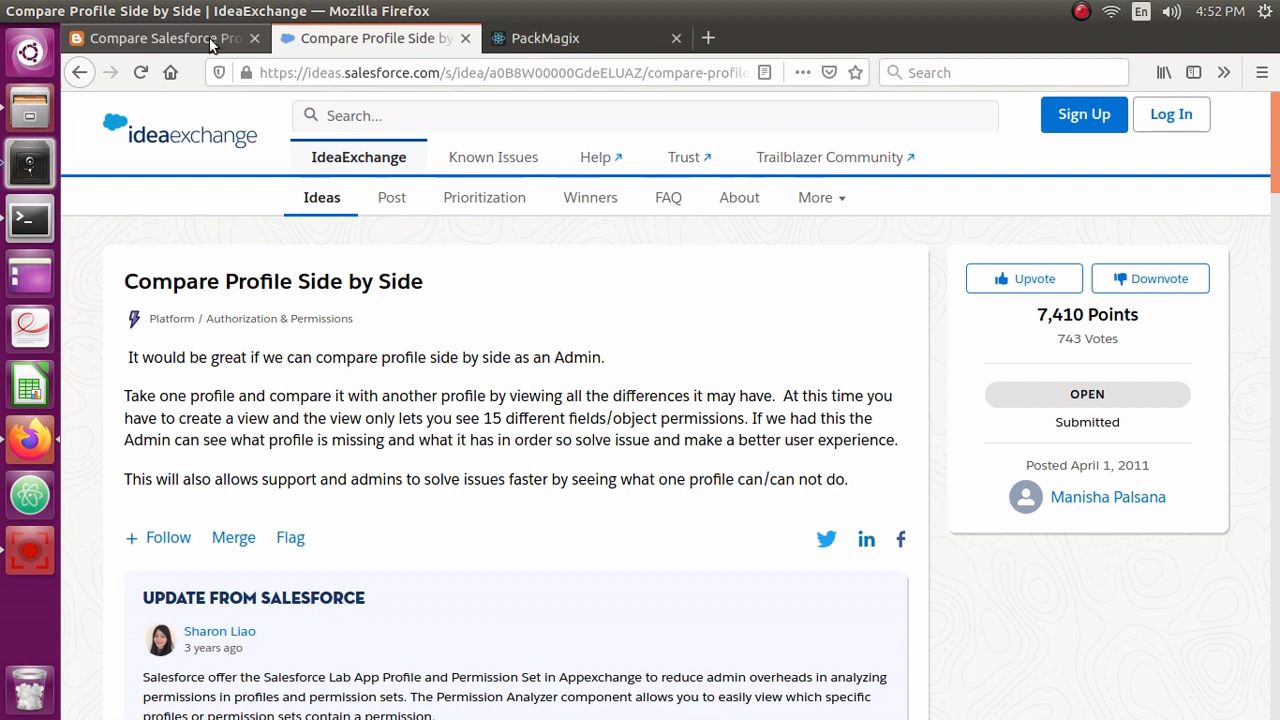 Compare Profile Side by Side | IdeaExchange — Mozilla Firefox
En 4:52 PM
Compare Salesforce Pro
Compare Profile Side by
PackMagix
https://ideas.salesforce.com/s/idea/a0B8W00000GdeELUAZ/compare-profile
Search
ideaexchange
Search...
Sign Up
Log In
IdeaExchange
Known Issues
Help
Trust
Trailblazer Community
Ideas
Post
Prioritization
Winners
FAQ
About
More
Compare Profile Side by Side
Platform / Authorization & Permissions
It would be great if we can compare profile side by side as an Admin.
Take one profile and compare it with another profile by viewing all the differences it may have. At this time you
have to create a view and the view only lets you see 15 different fields/object permissions. If we had this the
Admin can see what profile is missing and what it has in order so solve issue and make a better user experience.
This will also allows support and admins to solve issues faster by seeing what one profile can/can not do.
+ Follow
Merge
Flag
UPDATE FROM SALESFORCE
Sharon Liao
3 years ago
Salesforce offer the Salesforce Lab App Profile and Permission Set in Appexchange to reduce admin overheads in analyzing
permissions in profiles and permission sets. The Permission Analyzer component allows you to easily view which specific
profiles or permission sets contain a permission.
Upvote
Downvote
7,410 Points
743 Votes
OPEN
Submitted
Posted April 1, 2011
Manisha Palsana